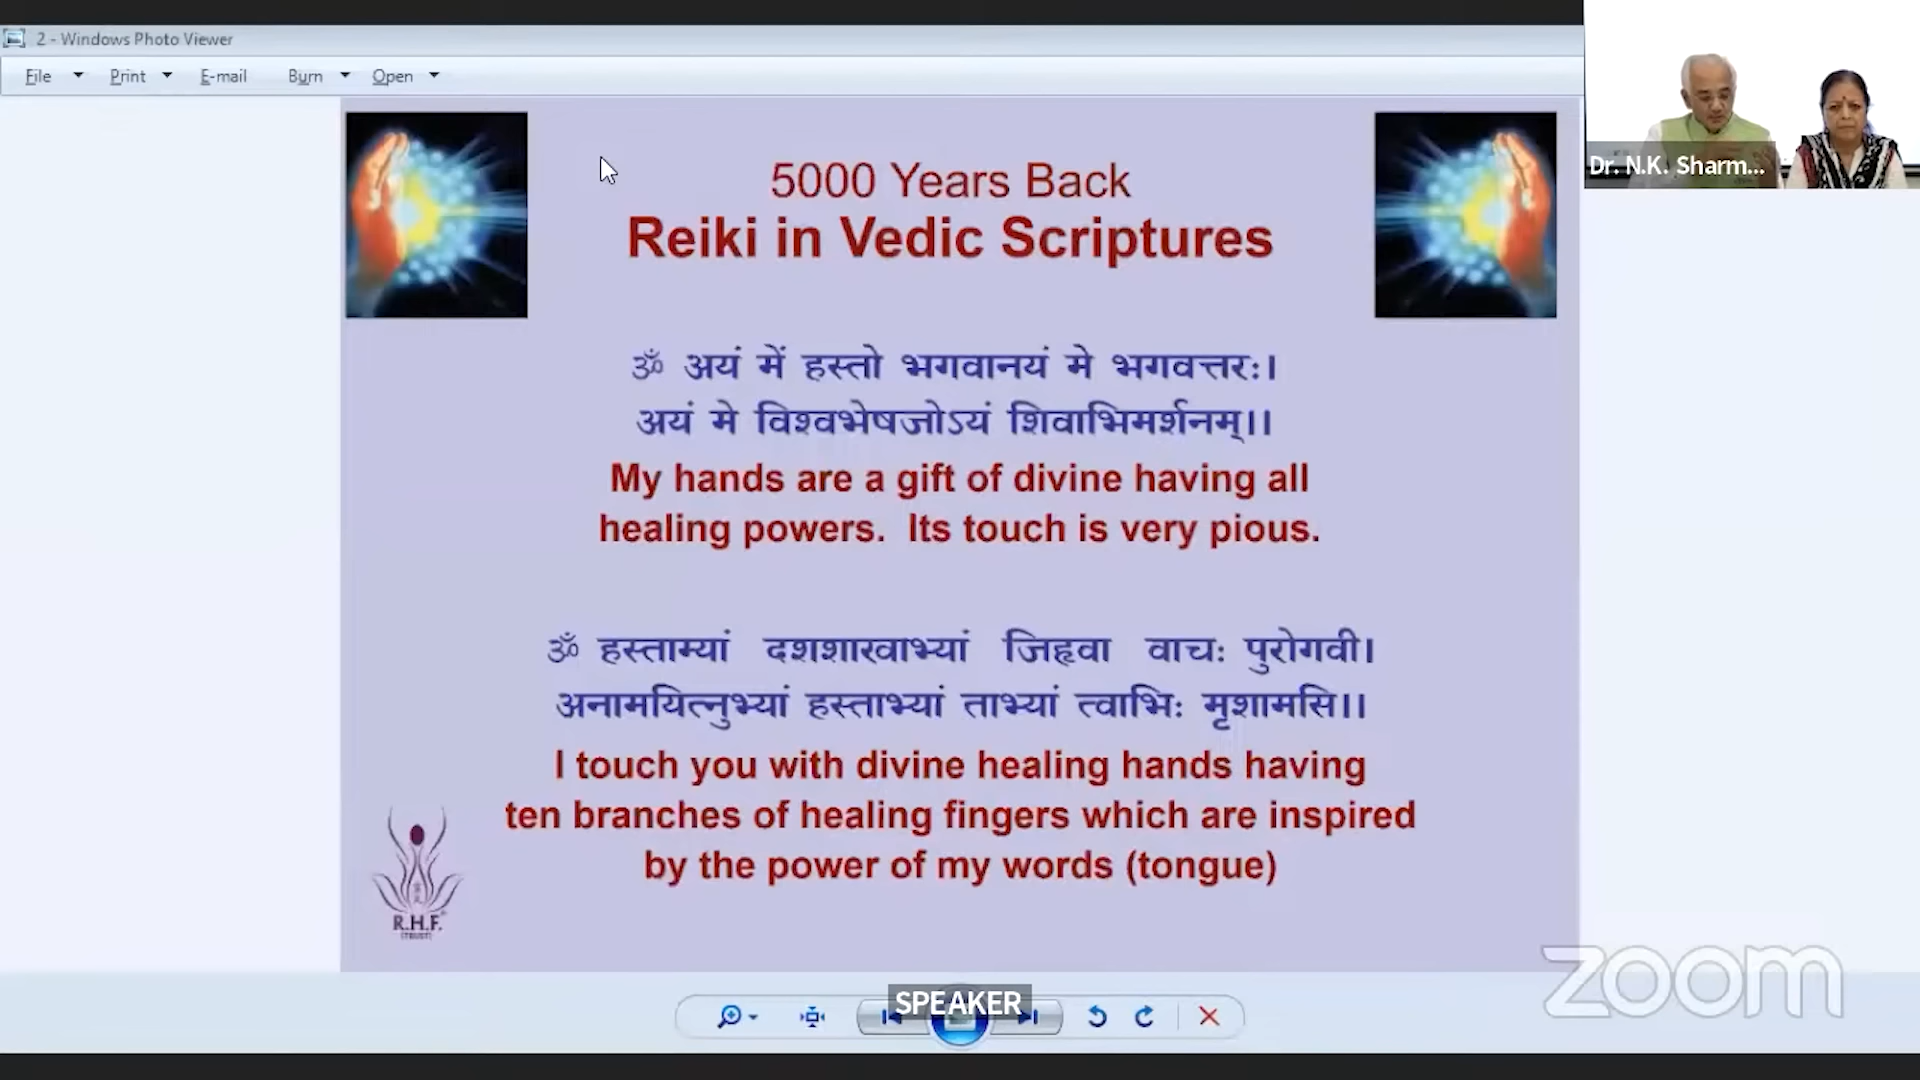 2 - Windows Photo Viewer
File Print E-mail Burn Open
Dr. N.K. Sharm...
5000 Years Back
Reiki in Vedic Scriptures
ॐ अयं में हस्तो भगवानयं मे भगवत्तरः।
अयं मे विश्वभेषजोऽयं शिवाभिमर्शनम्।।
My hands are a gift of divine having all
healing powers. Its touch is very pious.
ॐ हस्ताम्यां दशशाखाभ्यां जिह्वा वाचः पुरोगवी।
अनामयित्नुभ्यां हस्ताभ्यां ताभ्यां त्वाभिः मृशामसि।।
I touch you with divine healing hands having
ten branches of healing fingers which are inspired
by the power of my words (tongue)
R.H.F.
(TRUST)
zoom
SPEAKER